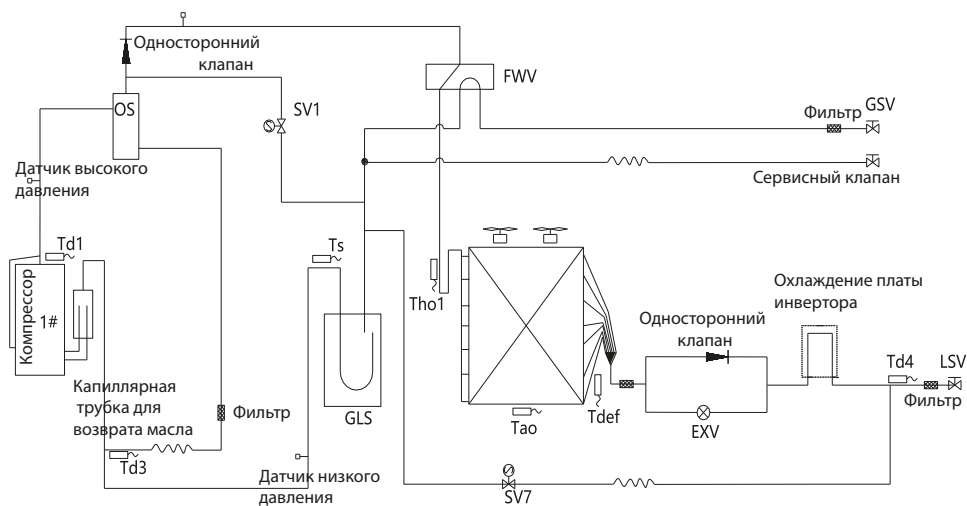 Односторонний
клапан
FWV
OS
SV1
Фильтр
GSV
Датчик высокого
давления
Сервисный клапан
Td1
Ts
Компрессор
1#
Tho1
Охлаждение платы
инвертора
Односторонний
клапан
Td4
LSV
Капиллярная
трубка для
возврата масла
Фильтр
GLS
Tao
Tdef
EXV
Фильтр
Td3
Датчик низкого
давления
SV7